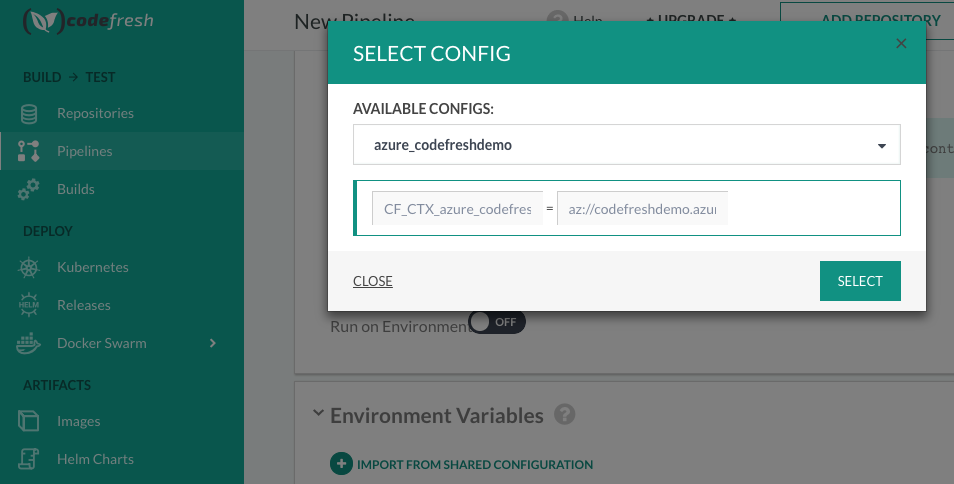 codefresh
New Pipeline
Help
UPGRADE
ADD REPOSITORY
BUILD → TEST
Repositories
Pipelines
Builds
DEPLOY
Kubernetes
HELM
Releases
Docker Swarm
ARTIFACTS
Images
Helm Charts
SELECT CONFIG
AVAILABLE CONFIGS:
azure_codefreshdemo
CF_CTX_azure_codefres = az://codefreshdemo.azur
CLOSE
SELECT
Run on Environment
OFF
Environment Variables ?
+ IMPORT FROM SHARED CONFIGURATION